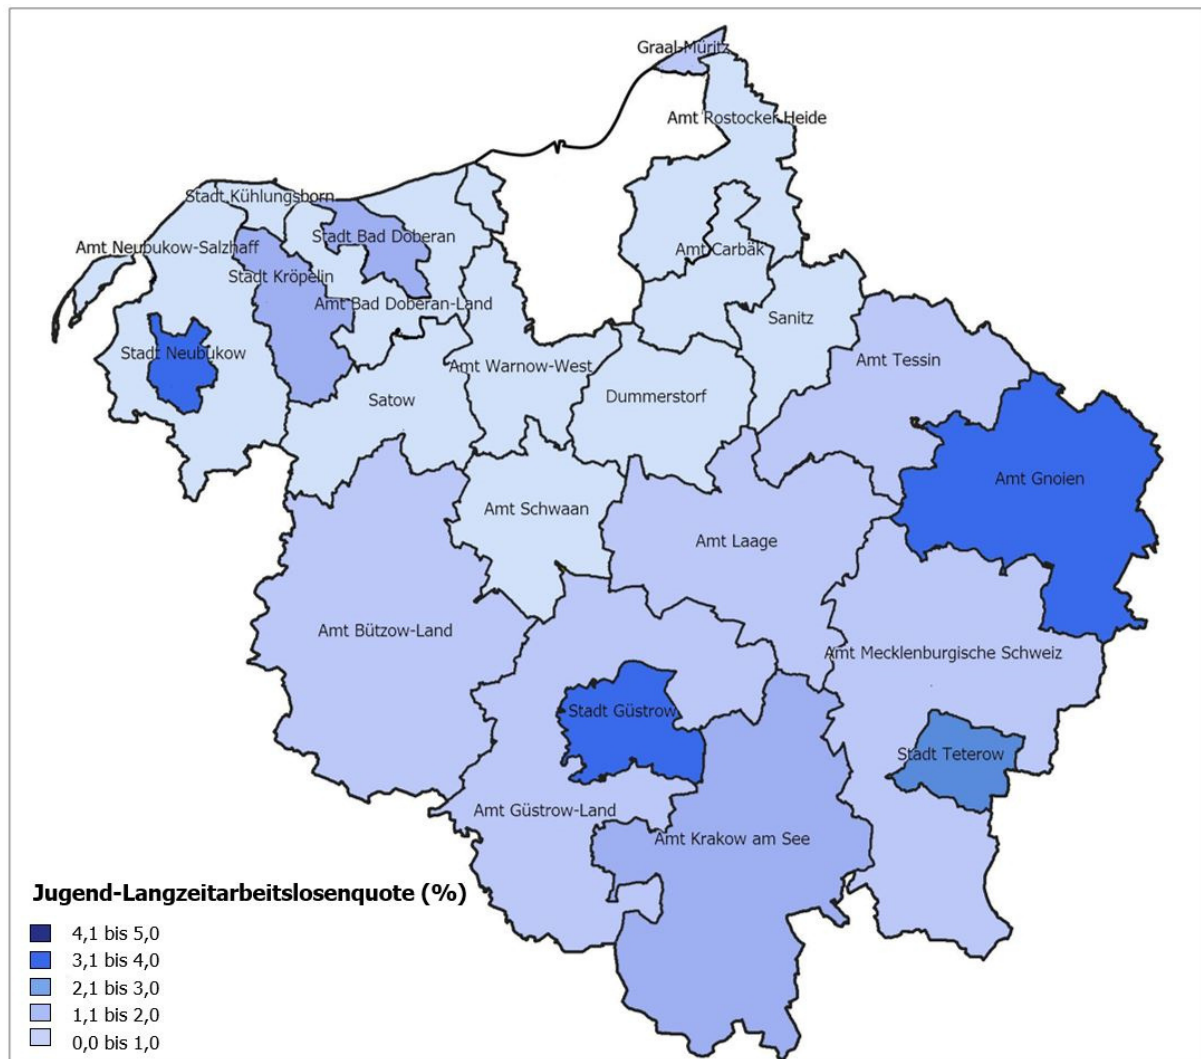 Graal-Müritz
Amt Rostocker Heide
Stadt Kühlungsborn
Stadt Bad Doberan
Amt Neubukow-Salzhaff
Amt Carbäk
Stadt Kröpelin
Amt Bad Doberan-Land
Sanitz
Stadt Neubukow
Amt Tessin
Amt Warnow-West
Satow
Dummerstorf
Amt Gnoien
Amt Schwaan
Amt Laage
Amt Bützow-Land
Amt Mecklenburgische Schweiz
Stadt Güstrow
Stadt Teterow
Amt Güstrow-Land
Amt Krakow am See
Jugend-Langzeitarbeitslosenquote (%)
4,1 bis 5,0
3,1 bis 4,0
2,1 bis 3,0
1,1 bis 2,0
0,0 bis 1,0